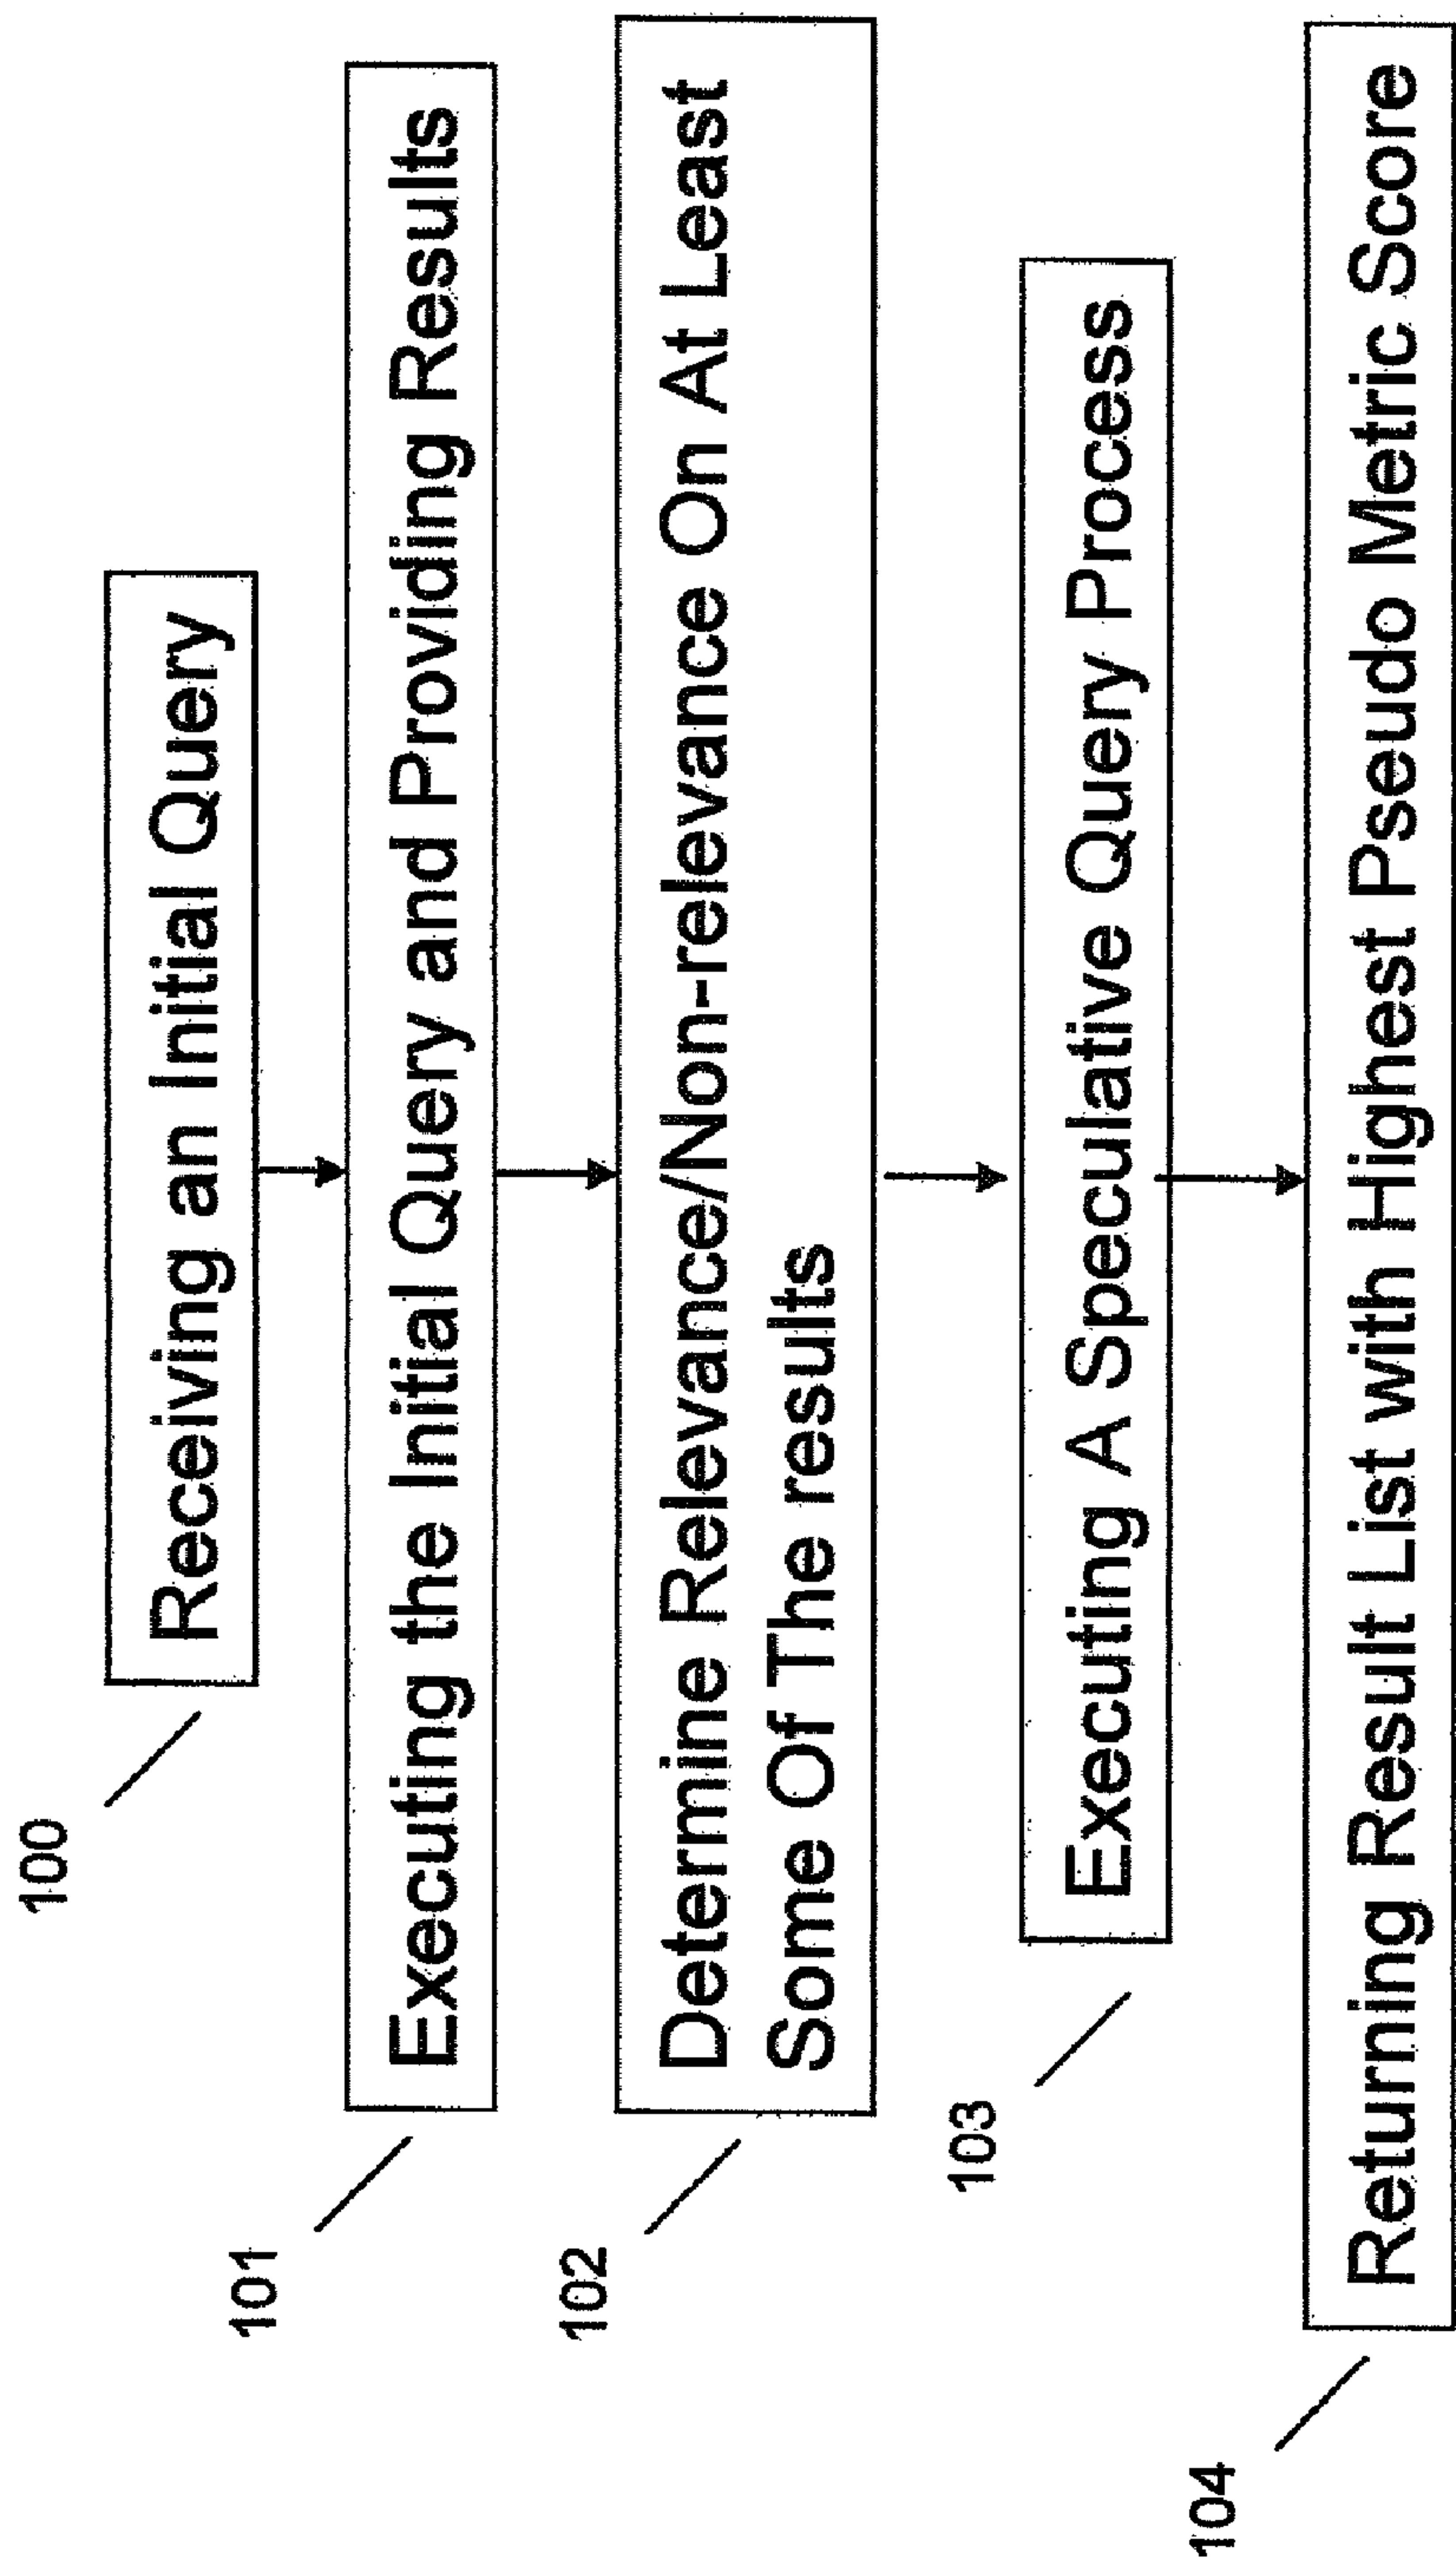 100
Receiving an Initial Query
101
Executing the Initial Query and Providing Results
102
Determine Relevance/Non-relevance On At Least
Some Of The results
103
Executing A Speculative Query Process
104
Returning Result List with Highest Pseudo Metric Score